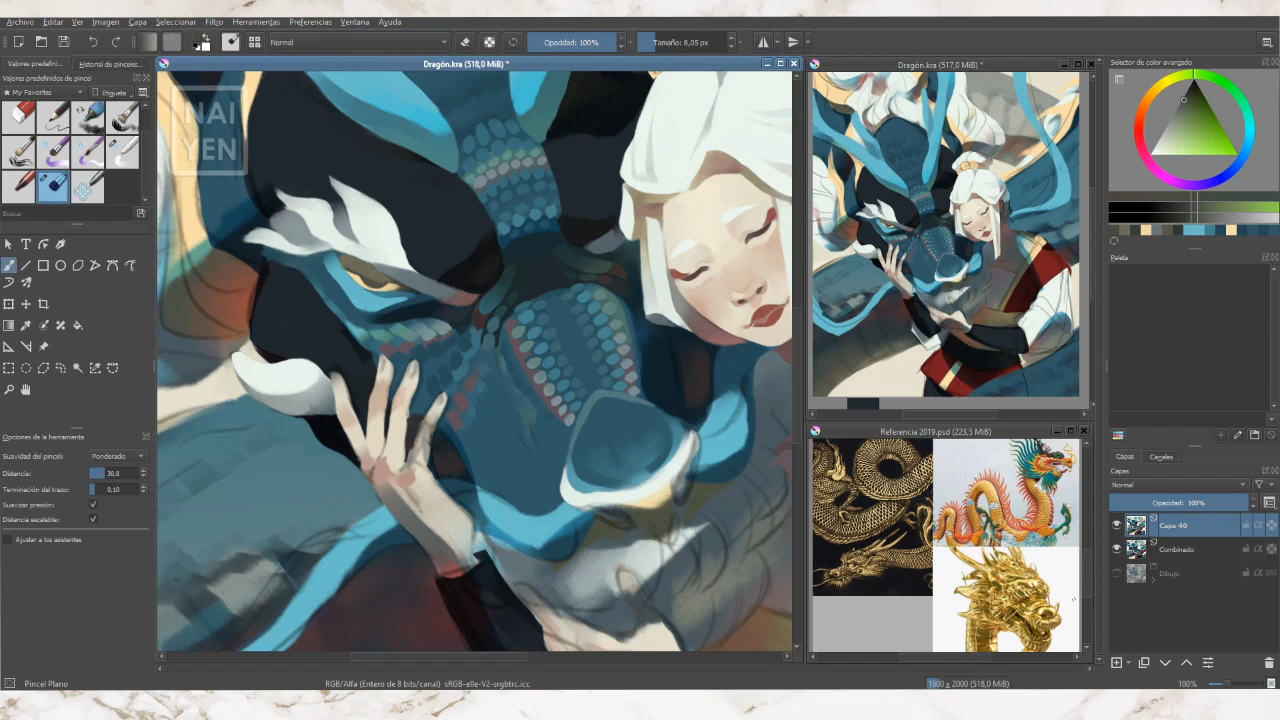 Archivo Editar Ver Imagen Capa Seleccionar Filtro Herramientas Preferencias Ventana Ayuda
Normal Opacidad: 100% Tamaño: 8,05 px
Valores predefini... Historial de pinceles...
Valores predefinidos de pincel
My Favorites Etiqueta
Buscar
Opciones de la herramienta
Suavidad del pincel: Ponderado
Distancia: 30,8
Terminación del trazo: 0,10
Suavizar presión:
Distancia escalable:
Ajustar a los asistentes
Pincel Plano
Dragón.kra (518,0 MiB) *
NAI
YEN
RGB/Alfa (Entero de 8 bits/canal) sRGB-elle-V2-srgbtrc.icc
Dragón.kra (517,0 MiB) *
Referencia 2019.psd (223,5 MiB)
1600 x 2000 (518,0 MiB)
Selector de color avanzado
Paleta
Capas Canales
Capas
Normal
Opacidad: 100%
Capa 40
Combinado
Dibujo
100%